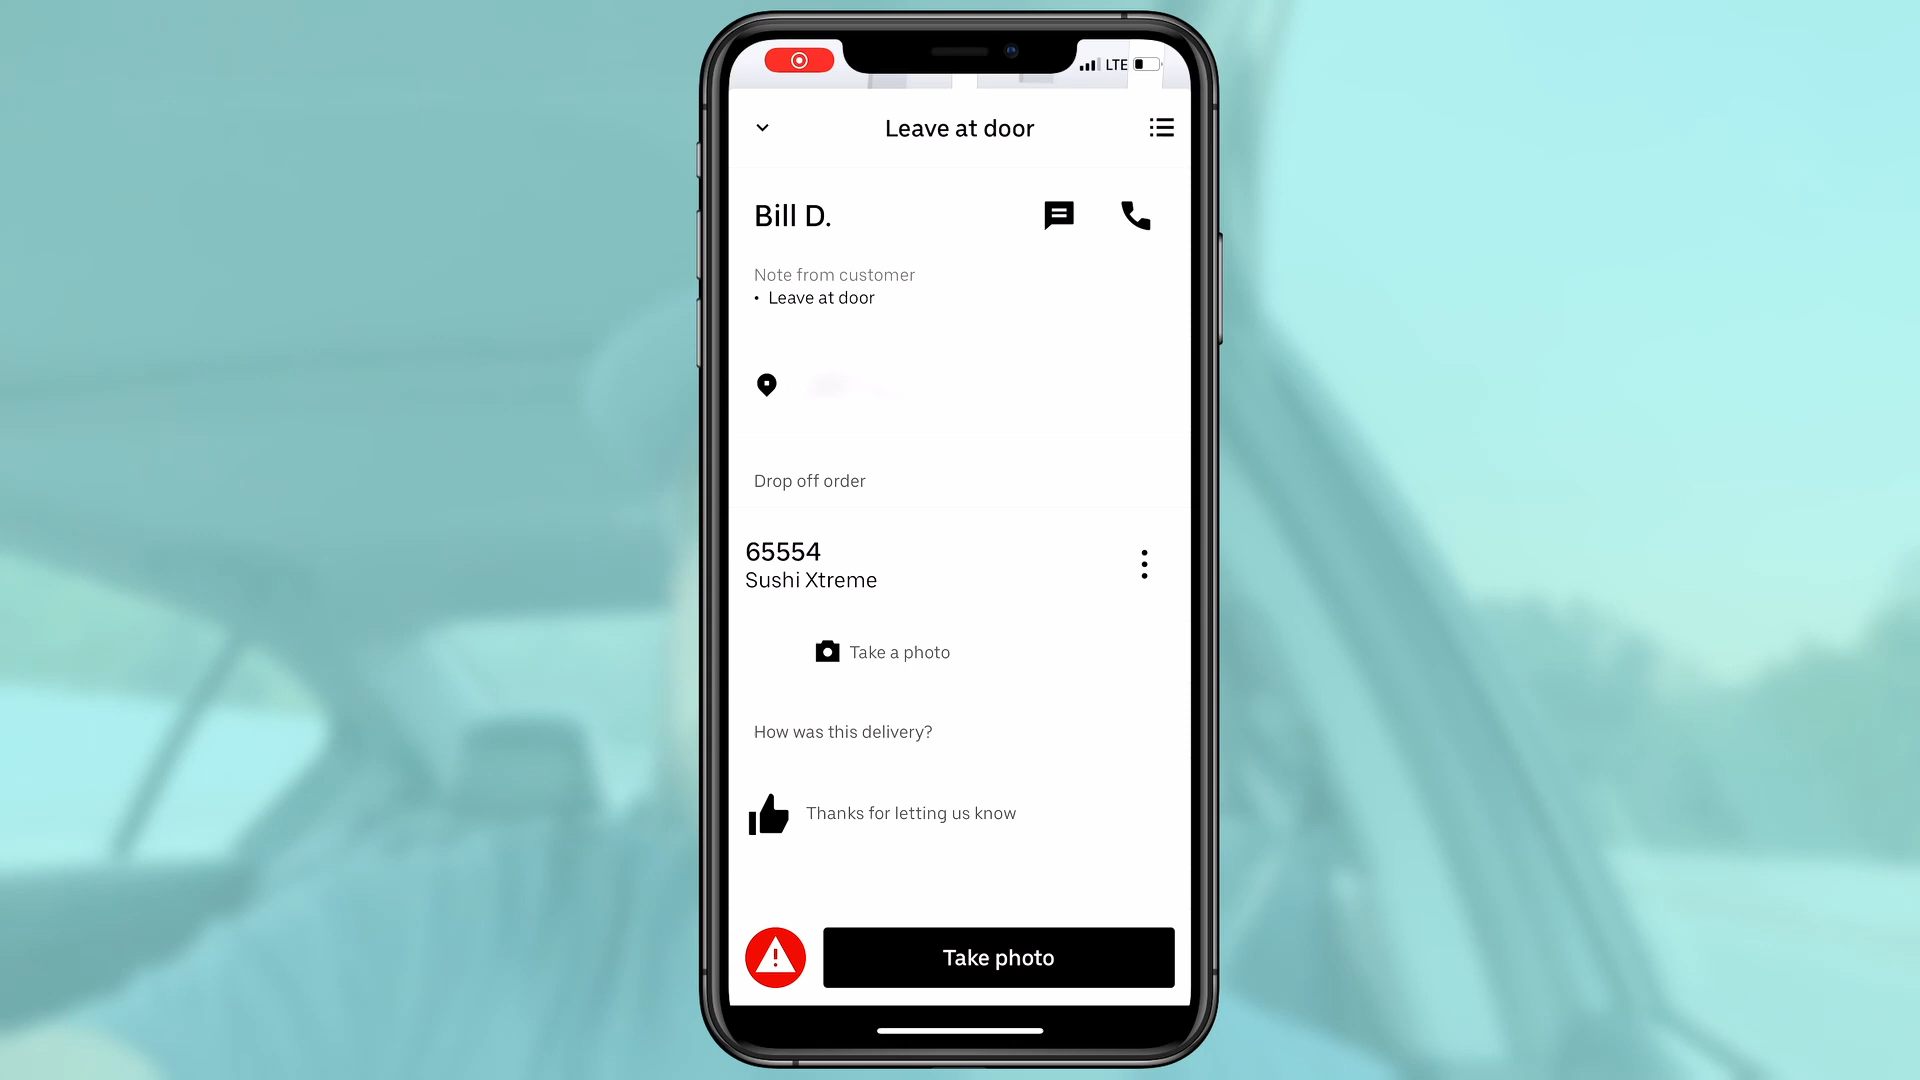 LTE
Leave at door
Bill D.
Note from customer
• Leave at door
Drop off order
65554
Sushi Xtreme
Take a photo
How was this delivery?
Thanks for letting us know
Take photo